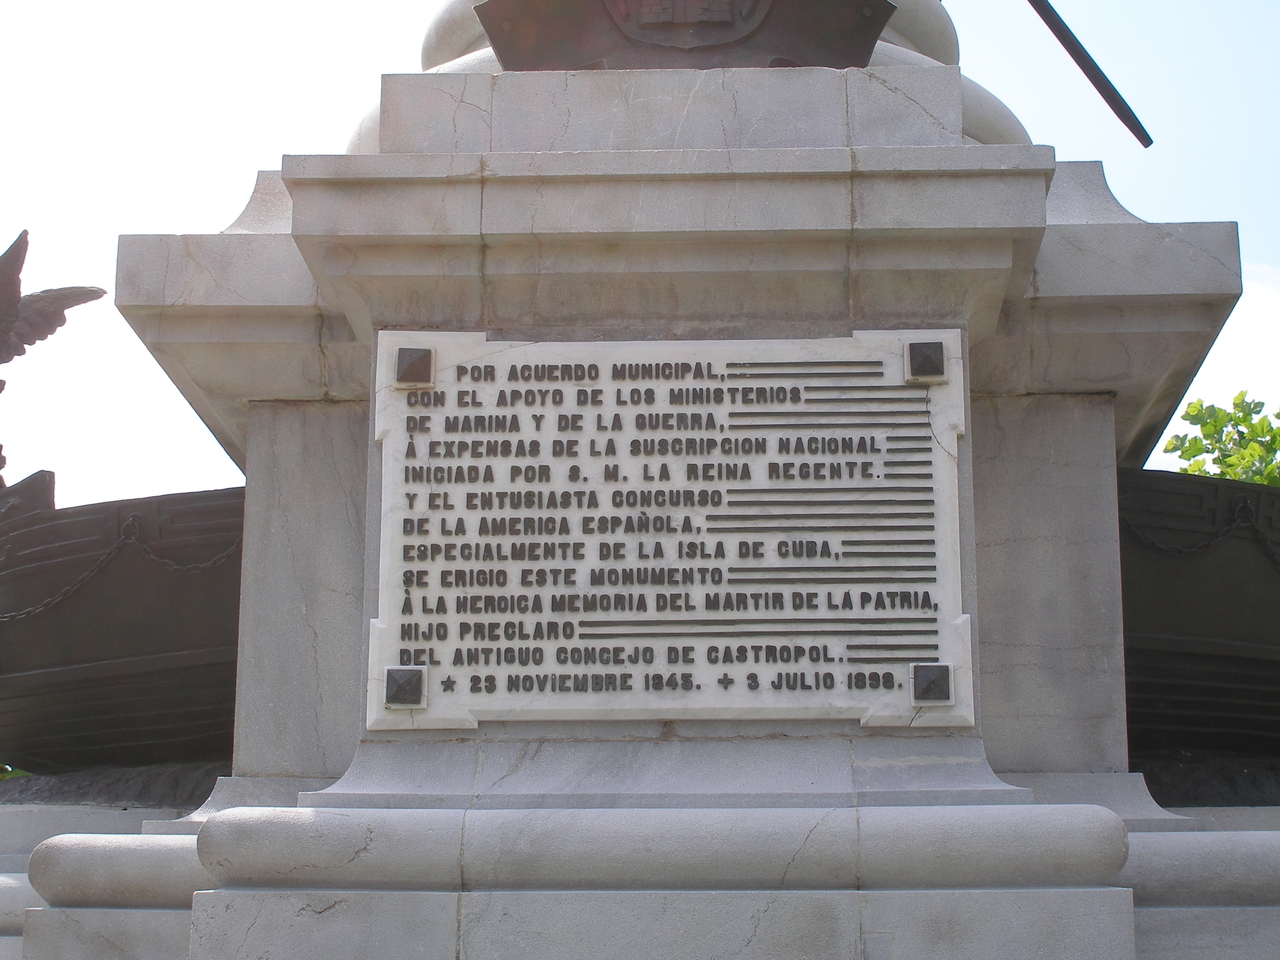 POR ACUERDO MUNICIPAL,
CON EL APOYO DE LOS MINISTERIOS
DE MARINA Y DE LA GUERRA,
À EXPENSAS DE LA SUSCRIPCION NACIONAL
INICIADA POR S. M. LA REINA REGENTE.
Y EL ENTUSIASTA CONCURSO
DE LA AMERICA ESPAÑOLA,
ESPECIALMENTE DE LA ISLA DE CUBA,
SE ERIGIO ESTE MONUMENTO
À LA HEROICA MEMORIA DEL MARTIR DE LA PATRIA,
HIJO PRECLARO
DEL ANTIGUO CONCEJO DE CASTROPOL.
★ 23 NOVIEMBRE 1845. + 3 JULIO 1898.